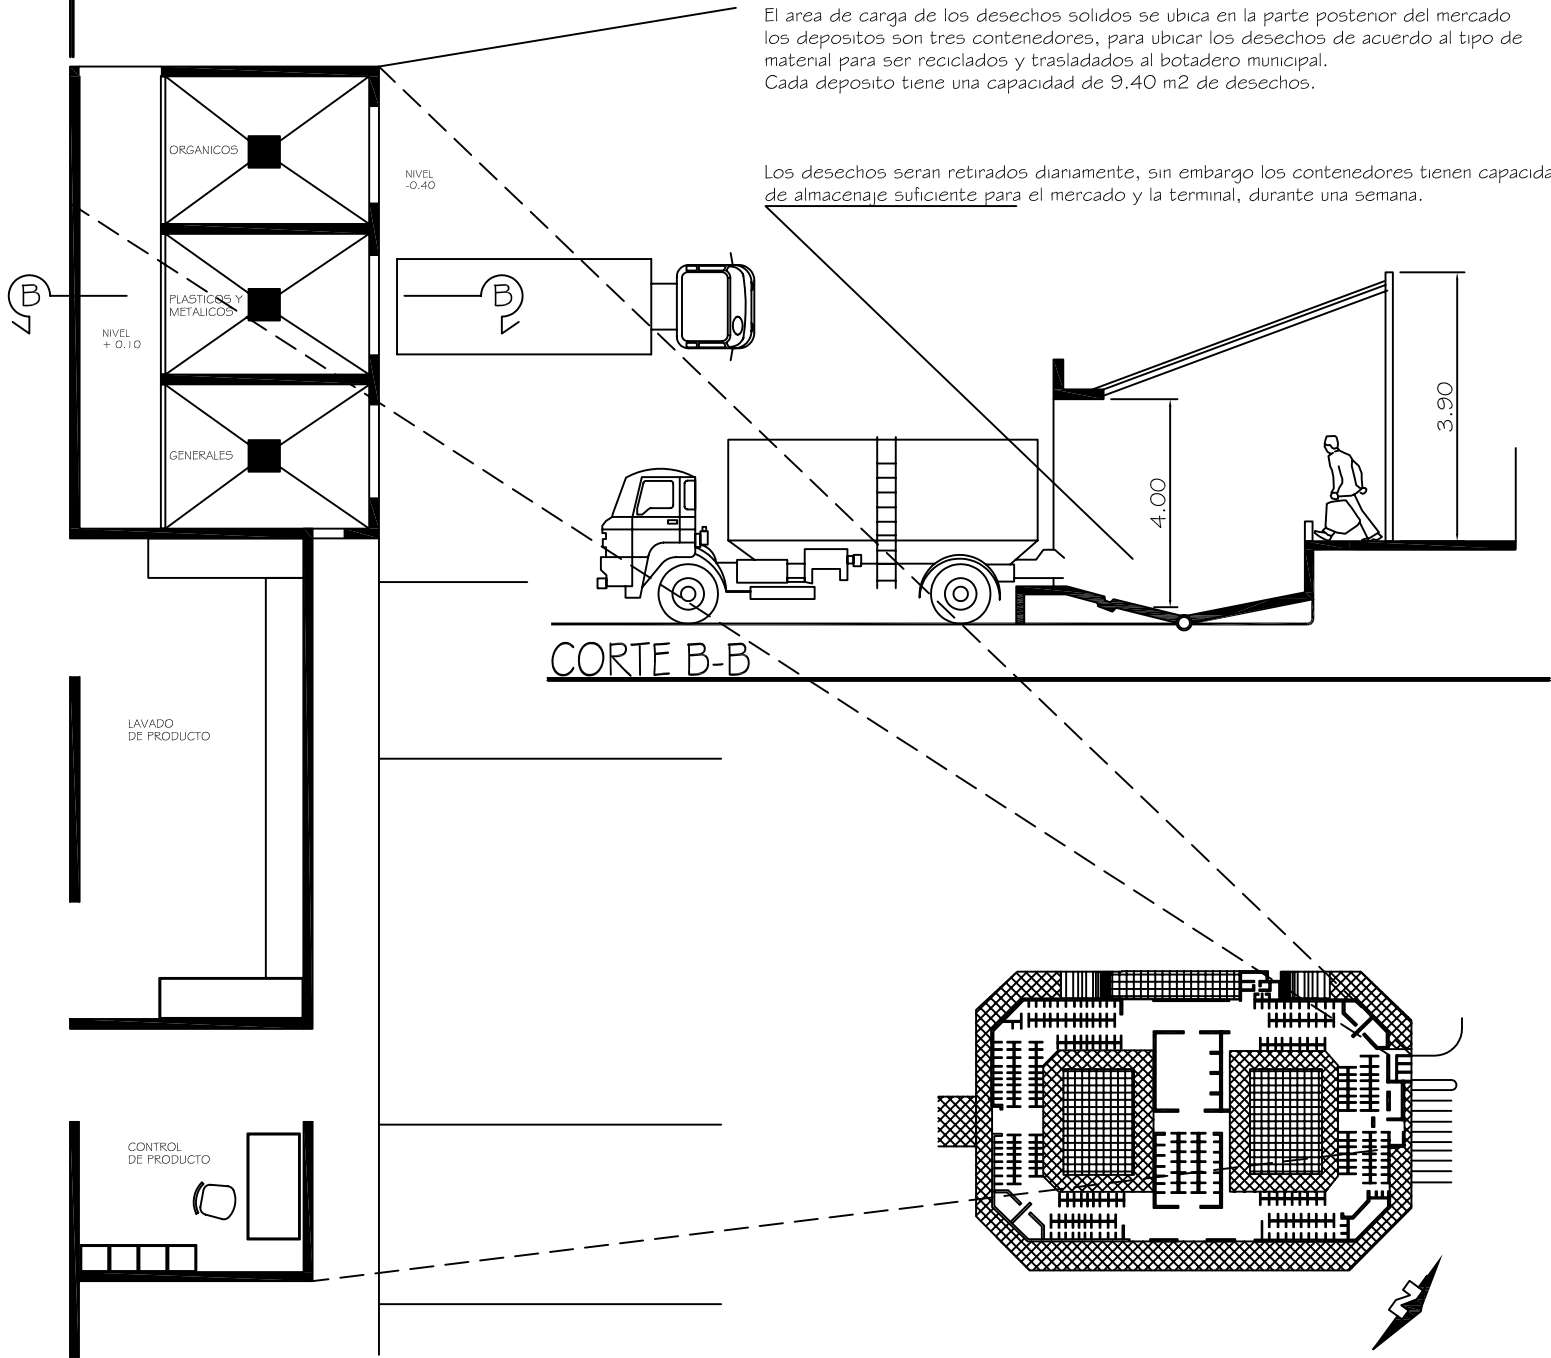 El area de carga de los desechos solidos se ubica en la parte posterior del mercado
los depositos son tres contenedores, para ubicar los desechos de acuerdo al tipo de
material para ser reciclados y trasladados al botadero municipal.
Cada deposito tiene una capacidad de 9.40 m2 de desechos.
Los desechos seran retirados diariamente, sin embargo los contenedores tienen capacida
de almacenaje suficiente para el mercado y la terminal, durante una semana.
ORGANICOS
NIVEL
-0.40
B
B
PLASTICOS Y
METALICOS
NIVEL
+ 0.10
GENERALES
3.90
4.00
CORTE B-B
LAVADO
DE PRODUCTO
CONTROL
DE PRODUCTO
N